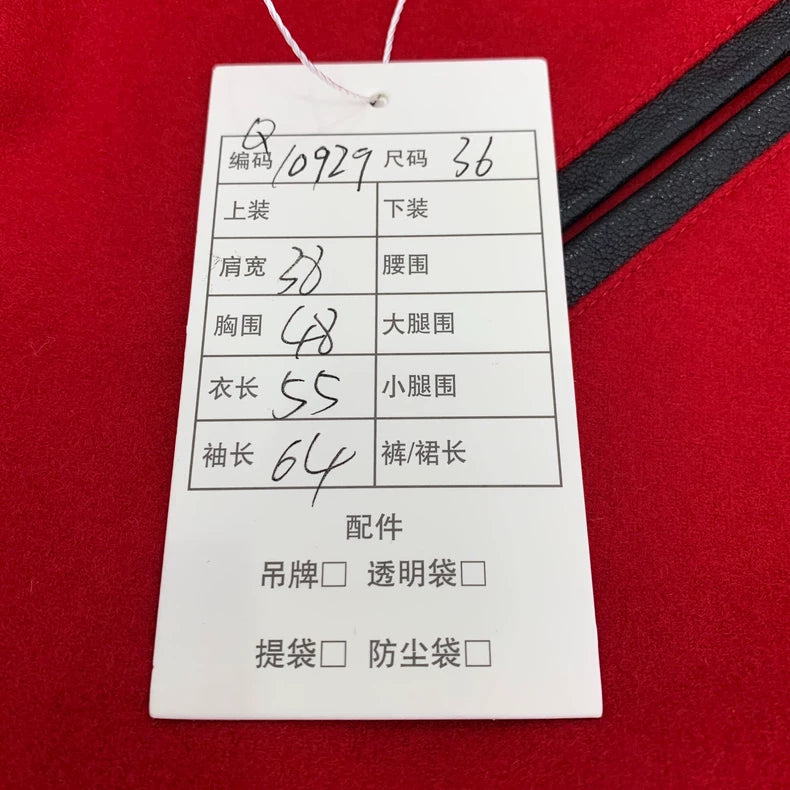 Q
编码 10929 尺码 36
上装 下装
肩宽 38 腰围
胸围 48 大腿围
衣长 55 小腿围
袖长 64 裤/裙长
配件
吊牌□ 透明袋□
提袋□ 防尘袋□